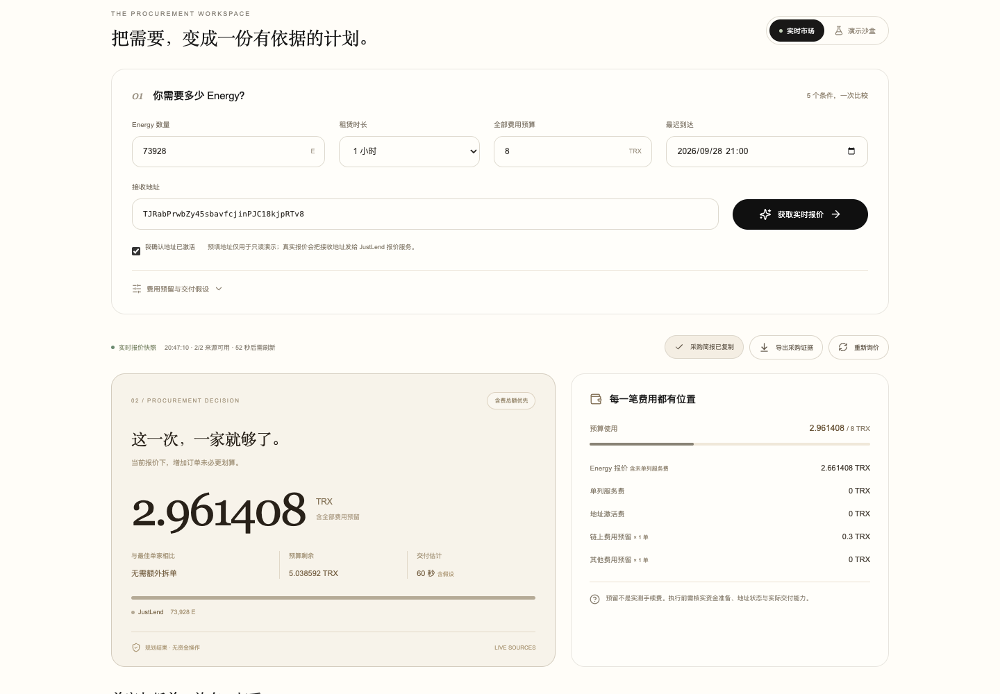 THE PROCUREMENT WORKSPACE
把需要，变成一份有依据的计划。
实时市场
演示沙盒
01 你需要多少 Energy?
5 个条件，一次比较
Energy 数量
租赁时长
全部费用预算
最迟到达
73928 E
1 小时
8 TRX
2026/09/28 21:00
接收地址
TJRabPrwbZy45sbavfcjinPJC18kjpRTv8
获取实时报价
我确认地址已激活
预填地址仅用于只读演示；真实报价会把接收地址发给 JustLend 报价服务。
费用预留与交付假设
实时报价快照 20:47:10 · 2/2 来源可用 · 52 秒后需刷新
采购简报已复制
导出采购证据
重新询价
02 / PROCUREMENT DECISION
含费总额优先
这一次，一家就够了。
当前报价下，增加订单未必更划算。
2.961408 TRX
含全部费用预留
与最佳单家相比
无需额外拆单
预算剩余
5.038592 TRX
交付估计
60 秒 含假设
JustLend 73,928 E
规划结果 · 无资金操作
LIVE SOURCES
每一笔费用都有位置
预算使用 2.961408 / 8 TRX
Energy 报价 含未单列服务费 2.661408 TRX
单列服务费 0 TRX
地址激活费 0 TRX
链上费用预留 × 1 单 0.3 TRX
其他费用预留 × 1 单 0 TRX
预留不是实测手续费。执行前需核实资金准备、地址状态与实际交付能力。